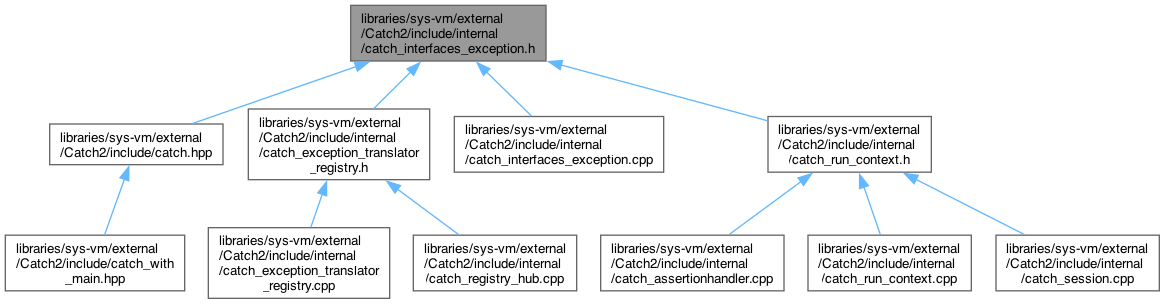 libraries/sys-vm/external
/Catch2/include/internal
/catch_interfaces_exception.h
libraries/sys-vm/external
/Catch2/include/catch.hpp
libraries/sys-vm/external
/Catch2/include/internal
/catch_exception_translator
_registry.h
libraries/sys-vm/external
/Catch2/include/internal
/catch_interfaces_exception.cpp
libraries/sys-vm/external
/Catch2/include/internal
/catch_run_context.h
libraries/sys-vm/external
/Catch2/include/catch_with
_main.hpp
libraries/sys-vm/external
/Catch2/include/internal
/catch_exception_translator
_registry.cpp
libraries/sys-vm/external
/Catch2/include/internal
/catch_registry_hub.cpp
libraries/sys-vm/external
/Catch2/include/internal
/catch_assertionhandler.cpp
libraries/sys-vm/external
/Catch2/include/internal
/catch_run_context.cpp
libraries/sys-vm/external
/Catch2/include/internal
/catch_session.cpp